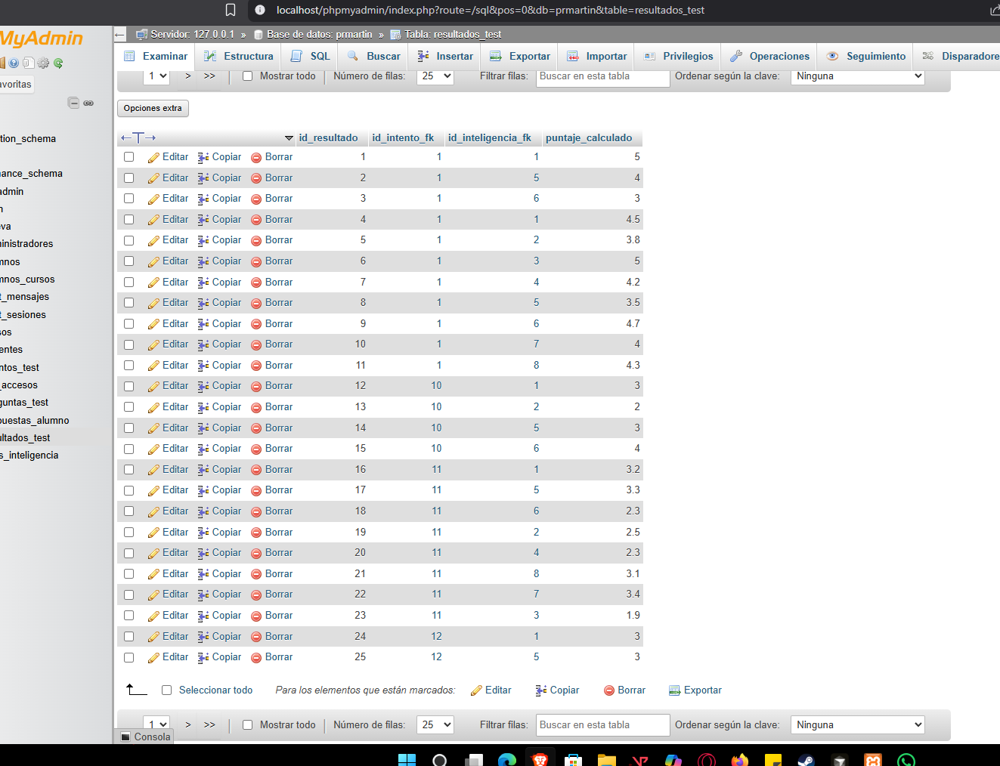 localhost/phpmyadmin/index.php?route=/sql&pos=0&db=prmartin&table=resultados_test
MyAdmin
avoritas
tion_schema
nance_schema
admin
n
eva
ministradores
mnos
mnos_cursos
t_mensajes
t_sesiones
sos
entes
ntos_test
_accesos
guntas_test
puestas_alumno
ultados_test
s_inteligencia
Servidor: 127.0.0.1 » Base de datos: prmartin » Tabla: resultados_test
Examinar Estructura SQL Buscar Insertar Exportar Importar Privilegios Operaciones Seguimiento Disparadore
1 > >> Mostrar todo Número de filas: 25 Filtrar filas: Buscar en esta tabla Ordenar según la clave: Ninguna
Opciones extra
←T→ id_resultado id_intento_fk id_inteligencia_fk puntaje_calculado
Editar Copiar Borrar 1 1 1 5
Editar Copiar Borrar 2 1 5 4
Editar Copiar Borrar 3 1 6 3
Editar Copiar Borrar 4 1 1 4.5
Editar Copiar Borrar 5 1 2 3.8
Editar Copiar Borrar 6 1 3 5
Editar Copiar Borrar 7 1 4 4.2
Editar Copiar Borrar 8 1 5 3.5
Editar Copiar Borrar 9 1 6 4.7
Editar Copiar Borrar 10 1 7 4
Editar Copiar Borrar 11 1 8 4.3
Editar Copiar Borrar 12 10 1 3
Editar Copiar Borrar 13 10 2 2
Editar Copiar Borrar 14 10 5 3
Editar Copiar Borrar 15 10 6 4
Editar Copiar Borrar 16 11 1 3.2
Editar Copiar Borrar 17 11 5 3.3
Editar Copiar Borrar 18 11 6 2.3
Editar Copiar Borrar 19 11 2 2.5
Editar Copiar Borrar 20 11 4 2.3
Editar Copiar Borrar 21 11 8 3.1
Editar Copiar Borrar 22 11 7 3.4
Editar Copiar Borrar 23 11 3 1.9
Editar Copiar Borrar 24 12 1 3
Editar Copiar Borrar 25 12 5 3
Seleccionar todo Para los elementos que están marcados: Editar Copiar Borrar Exportar
1 > >> Mostrar todo Número de filas: 25 Filtrar filas: Buscar en esta tabla Ordenar según la clave: Ninguna
Consola